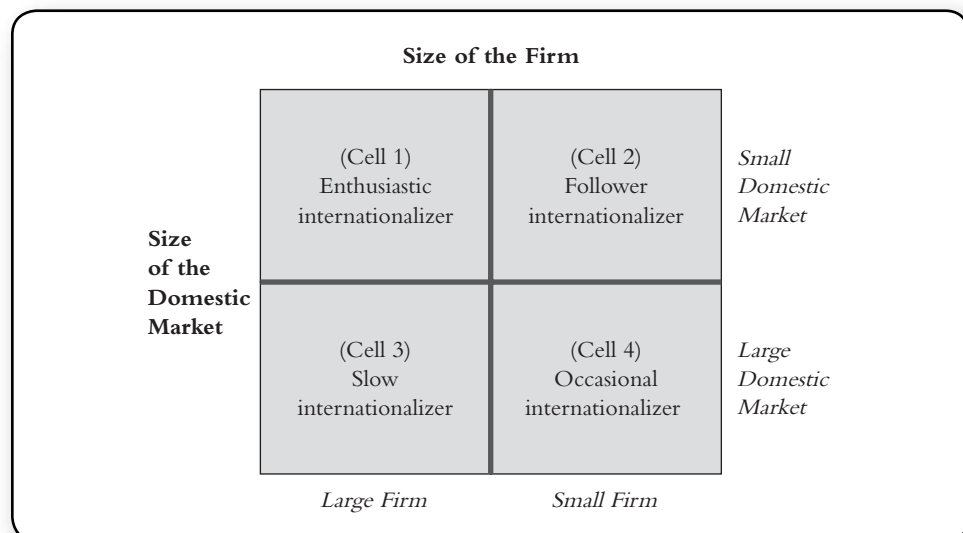 Size of the Firm
(Cell 1)
Enthusiastic
internationalizer
(Cell 2)
Follower
internationalizer
Small
Domestic
Market
Size
of the
Domestic
Market
(Cell 3)
Slow
internationalizer
(Cell 4)
Occasional
internationalizer
Large
Domestic
Market
Large Firm
Small Firm